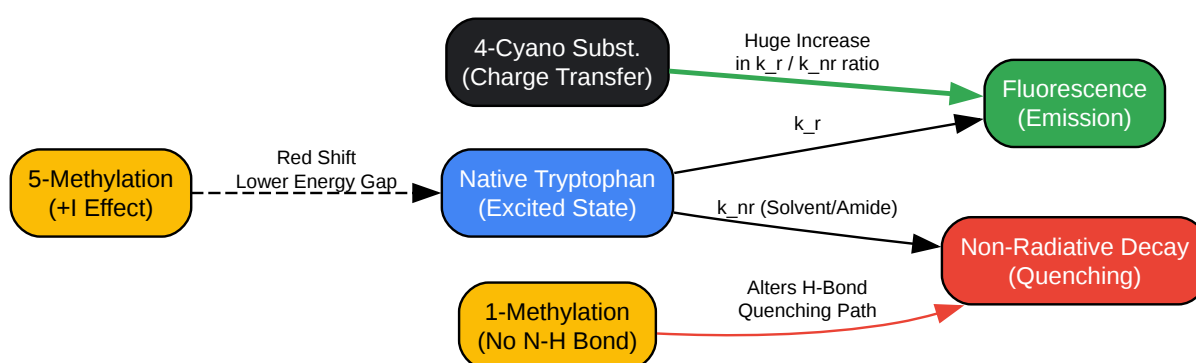 4-Cyano Subst.
(Charge Transfer)
Huge Increase
in k_r / k_nr ratio
Fluorescence
(Emission)
k_r
5-Methylation
(+I Effect)
Red Shift
Lower Energy Gap
Native Tryptophan
(Excited State)
k_nr (Solvent/Amide)
Non-Radiative Decay
(Quenching)
1-Methylation
(No N-H Bond)
Alters H-Bond
Quenching Path